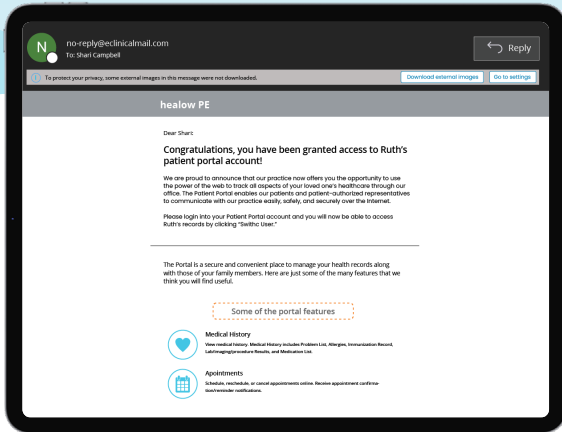 N
no-reply@eclinicalmail.com
To: Shari Campbell
Reply
To protect your privacy, some external images in this message were not downloaded.
Download external images
Go to settings
healow PE
Dear Shari:
Congratulations, you have been granted access to Ruth's
patient portal account!
We are proud to announce that our practice now offers you the opportunity to use
the power of the web to track all aspects of your loved one's healthcare through our
office. The Patient Portal enables our patients and patient-authorized representatives
to communicate with our practice easily, safely, and securely over the Internet.
Please login into your Patient Portal account and you will now be able to access
Ruth's records by clicking "Swithc User."
The Portal is a secure and convenient place to manage your health records along
with those of your family members. Here are just some of the many features that we
think you will find useful.
Some of the portal features
Medical History
View medical history. Medical History includes Problem List, Allergies, Immunization Record,
Lab/Imaging/procedure Results, and Medication List.
Apointments
Schedule, reschedule, or cancel appointments online. Receive appointment confirma-
tion/reminder notifications.